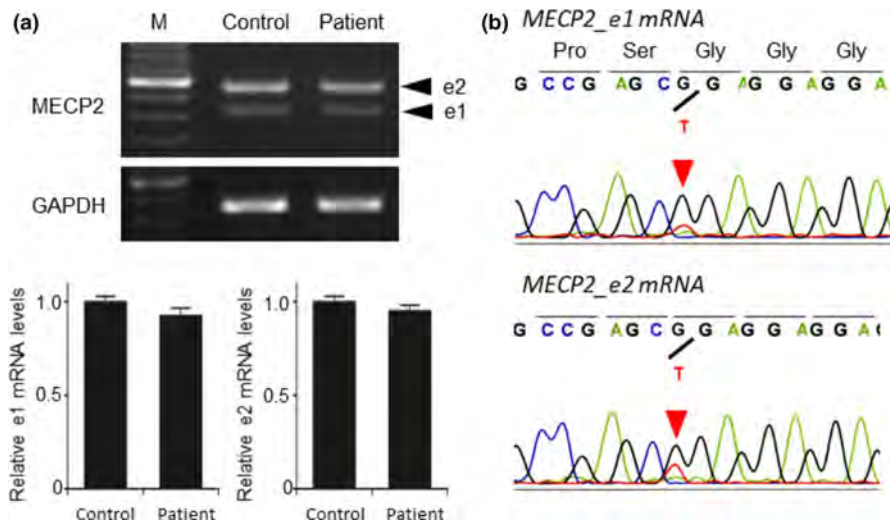 (a)
M Control Patient
MECP2
e2
e1
GAPDH
Relative e1 mRNA levels
1.0
0.5
0
Control Patient
Relative e2 mRNA levels
1.0
0.5
0
Control Patient
(b)
MECP2_e1 mRNA
Pro Ser Gly Gly Gly
G C C G A G C G G A G G A G G A
T
MECP2_e2 mRNA
G C C G A G C G G A G G A G G A G
T